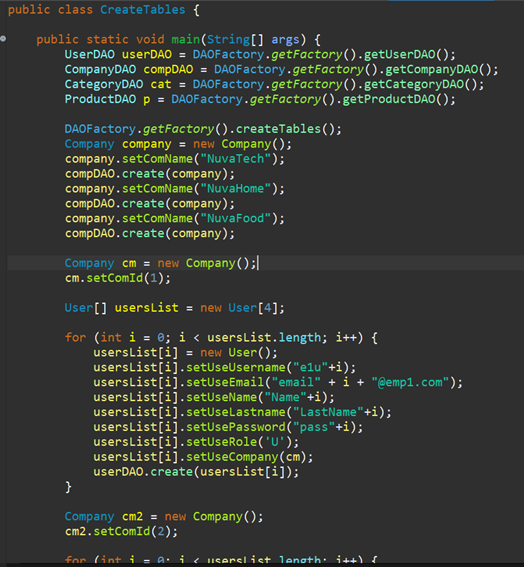 public class CreateTables {
public static void main(String[] args) {
UserDAO userDAO = DAOFactory.getFactory().getUserDAO();
CompanyDAO compDAO = DAOFactory.getFactory().getCompanyDAO();
CategoryDAO cat = DAOFactory.getFactory().getCategoryDAO();
ProductDAO p = DAOFactory.getFactory().getProductDAO();
DAOFactory.getFactory().createTables();
Company company = new Company();
company.setComName("NuvaTech");
compDAO.create(company);
company.setComName("NuvaHome");
compDAO.create(company);
company.setComName("NuvaFood");
compDAO.create(company);
Company cm = new Company();
cm.setComId(1);
User[] usersList = new User[4];
for (int i = 0; i < usersList.length; i++) {
usersList[i] = new User();
usersList[i].setUseUsername("e1u"+i);
usersList[i].setUseEmail("email" + i + "@emp1.com");
usersList[i].setUseName("Name"+i);
usersList[i].setUseLastname("LastName"+i);
usersList[i].setUsePassword("pass"+i);
usersList[i].setUseRole('U');
usersList[i].setUseCompany(cm);
userDAO.create(usersList[i]);
}
Company cm2 = new Company();
cm2.setComId(2);
for (int i = 0; i < usersList.length; i++) {